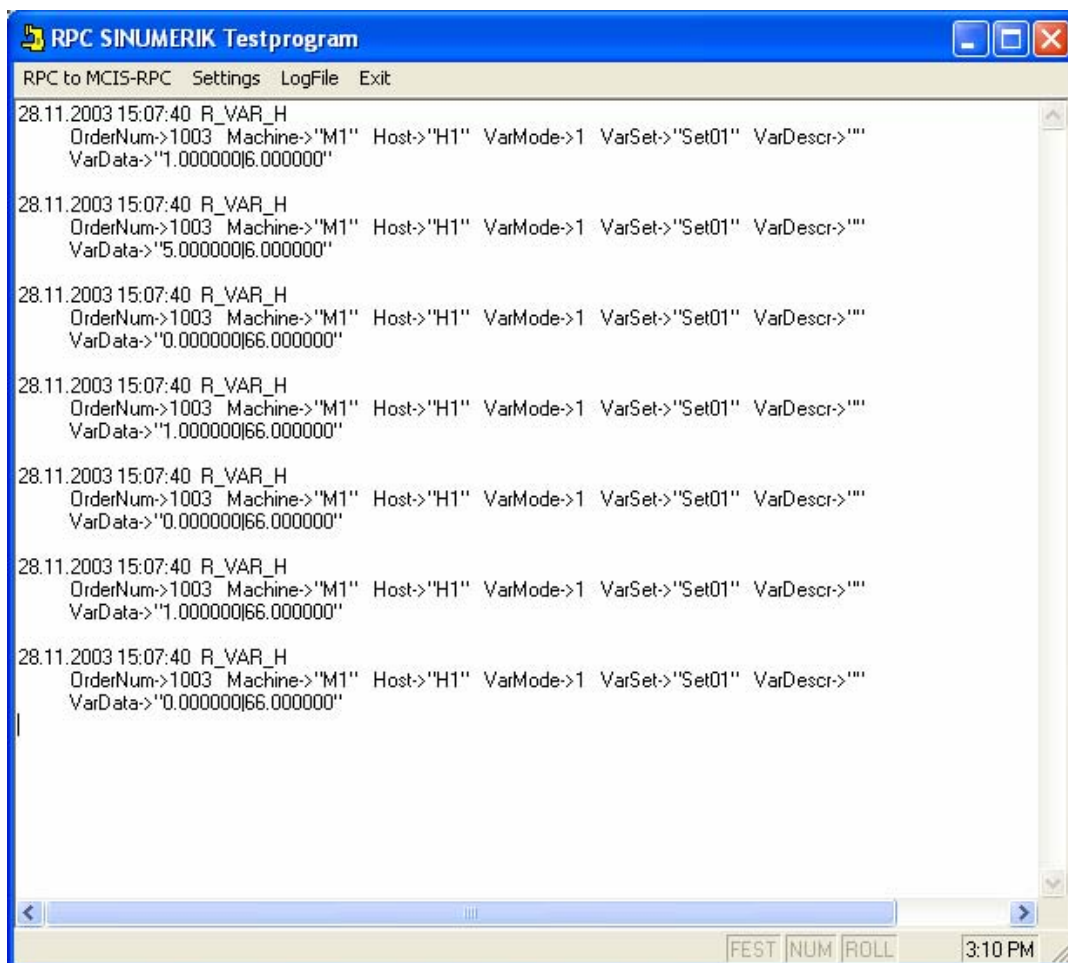 RPC SINUMERIK Testprogram
RPC to MCIS-RPC Settings LogFile Exit
28.11.2003 15:07:40 R_VAR_H
OrderNum->1003 Machine->"M1" Host->"H1" VarMode->1 VarSet->"Set01" VarDescr->""
VarData->"1.000000|6.000000"
28.11.2003 15:07:40 R_VAR_H
OrderNum->1003 Machine->"M1" Host->"H1" VarMode->1 VarSet->"Set01" VarDescr->""
VarData->"5.000000|6.000000"
28.11.2003 15:07:40 R_VAR_H
OrderNum->1003 Machine->"M1" Host->"H1" VarMode->1 VarSet->"Set01" VarDescr->""
VarData->"0.000000|66.000000"
28.11.2003 15:07:40 R_VAR_H
OrderNum->1003 Machine->"M1" Host->"H1" VarMode->1 VarSet->"Set01" VarDescr->""
VarData->"1.000000|66.000000"
28.11.2003 15:07:40 R_VAR_H
OrderNum->1003 Machine->"M1" Host->"H1" VarMode->1 VarSet->"Set01" VarDescr->""
VarData->"0.000000|66.000000"
28.11.2003 15:07:40 R_VAR_H
OrderNum->1003 Machine->"M1" Host->"H1" VarMode->1 VarSet->"Set01" VarDescr->""
VarData->"1.000000|66.000000"
28.11.2003 15:07:40 R_VAR_H
OrderNum->1003 Machine->"M1" Host->"H1" VarMode->1 VarSet->"Set01" VarDescr->""
VarData->"0.000000|66.000000"
FEST NUM ROLL 3:10 PM